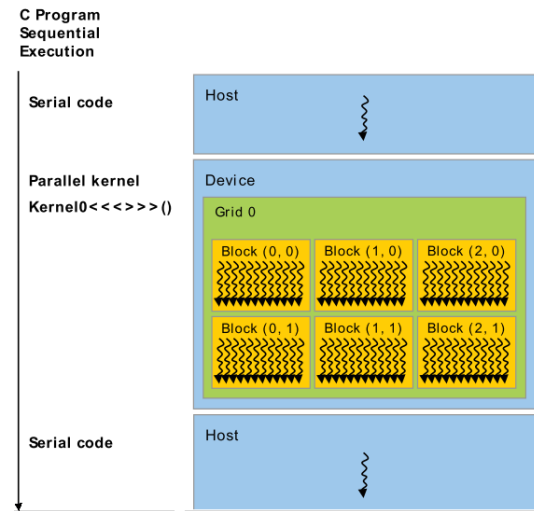 C Program
Sequential
Execution
Serial code
Host
Parallel kernel
Kernel0<<<>>>()
Device
Grid 0
Block (0, 0)
Block (1, 0)
Block (2, 0)
Block (0, 1)
Block (1, 1)
Block (2, 1)
Serial code
Host